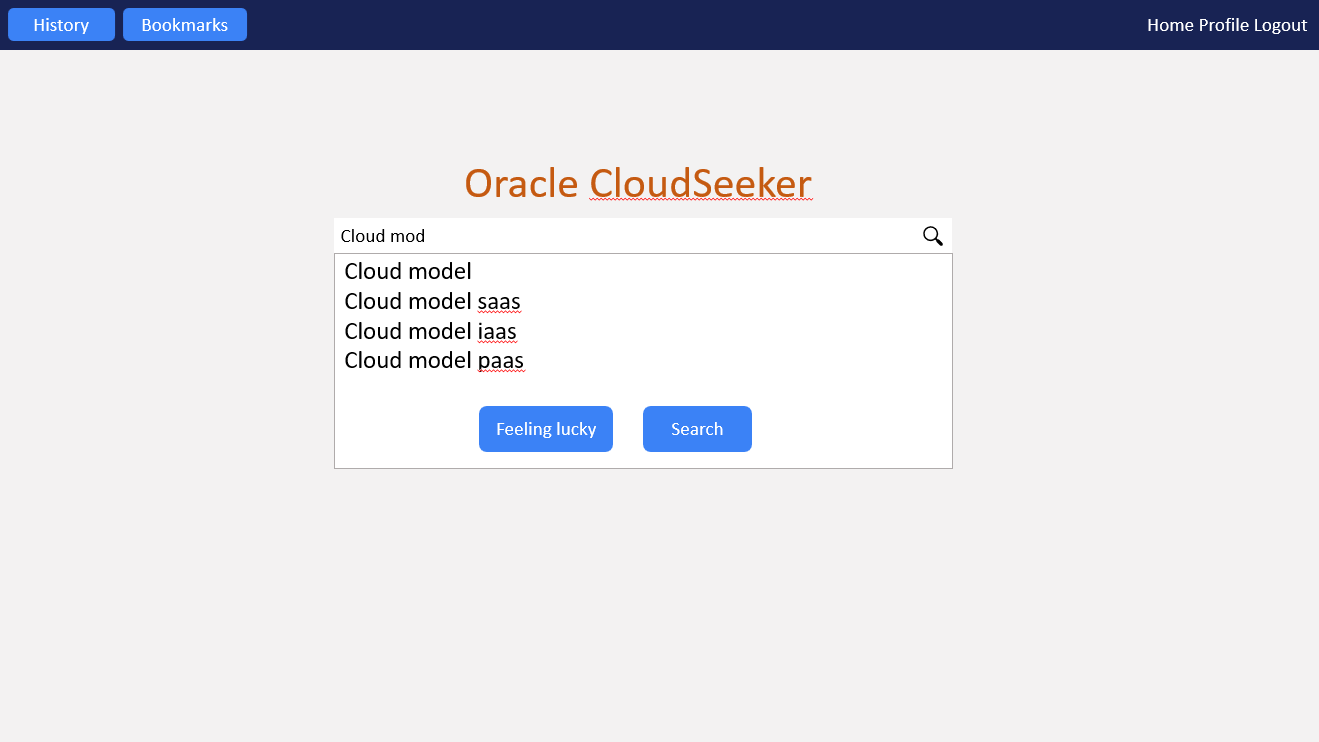 History Bookmarks Home Profile Logout
Oracle CloudSeeker
Cloud mod
Cloud model
Cloud model saas
Cloud model iaas
Cloud model paas
Feeling lucky Search